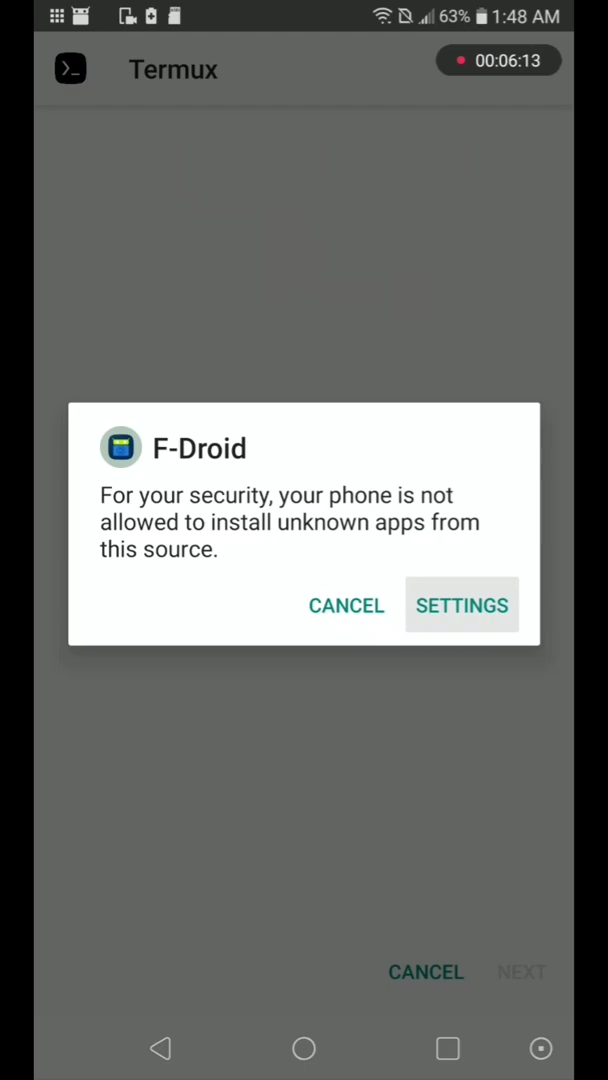 63% 1:48 AM
Termux
00:06:13
F-Droid
For your security, your phone is not
allowed to install unknown apps from
this source.
CANCEL SETTINGS
CANCEL NEXT